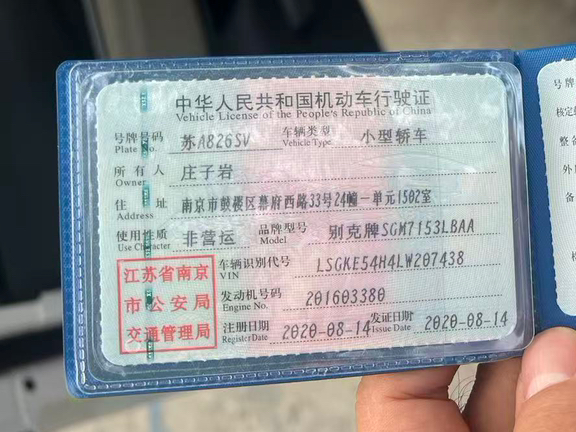 中华人民共和国机动车行驶证
Vehicle License of the People's Republic of China
号牌号码 苏A826SV 车辆类型 小型轿车
Plate No. Vehicle Type
所有人 庄子岩
Owner
住址 南京市鼓楼区幕府西路33号24幢一单元1502室
Address
使用性质 非营运 品牌型号 别克牌SGM7153LBAA
Use Character Model
江苏省南京
市公安局
交通管理局
车辆识别代号 LSGKE54H4LW207438
VIN
发动机号码 201603380
Engine No.
注册日期 2020-08-14 发证日期 2020-08-14
Register Date Issue Date
号牌
核定
整备
外
备